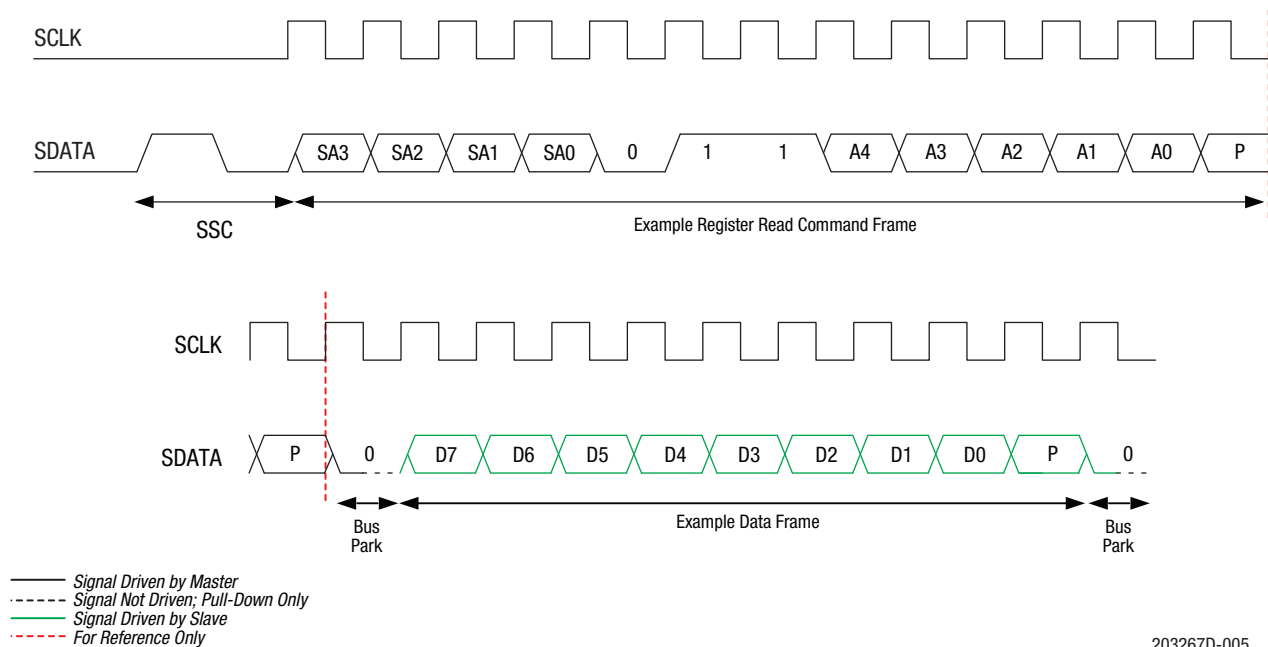 SCLK
SDATA SA3 SA2 SA1 SA0 0 1 1 A4 A3 A2 A1 A0 P
SSC
Example Register Read Command Frame
SCLK
SDATA P 0 D7 D6 D5 D4 D3 D2 D1 D0 P 0
Bus
Park
Example Data Frame
Bus
Park
Signal Driven by Master
Signal Not Driven; Pull-Down Only
Signal Driven by Slave
For Reference Only
203267D-005